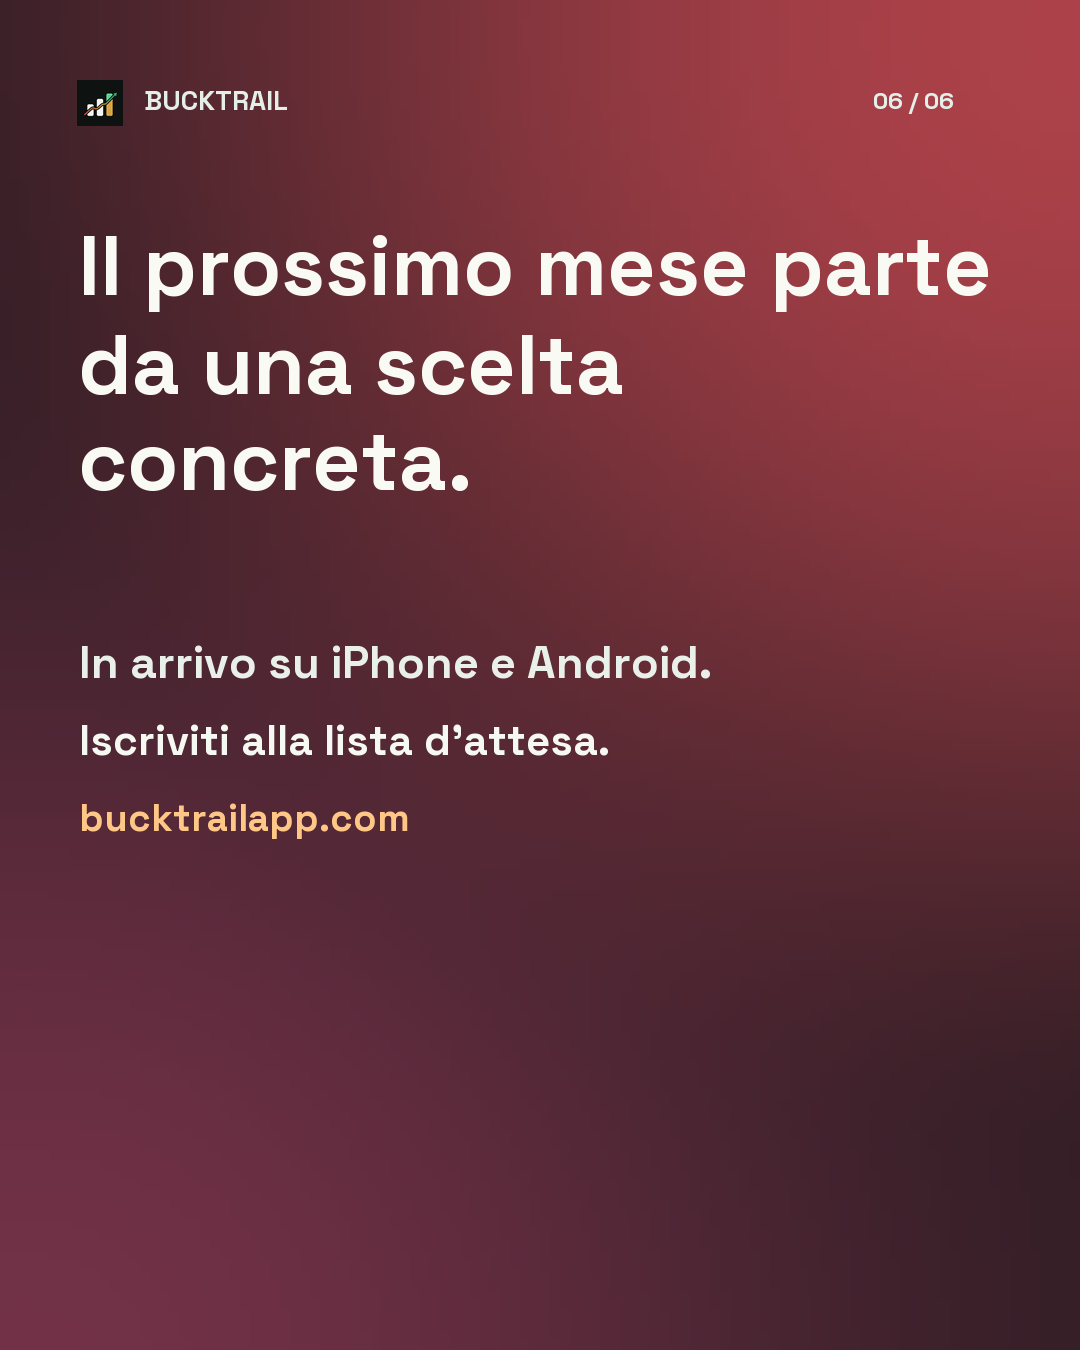 BUCKTRAIL
06 / 06
Il prossimo mese parte
da una scelta
concreta.
In arrivo su iPhone e Android.
Iscriviti alla lista d’attesa.
bucktrailapp.com